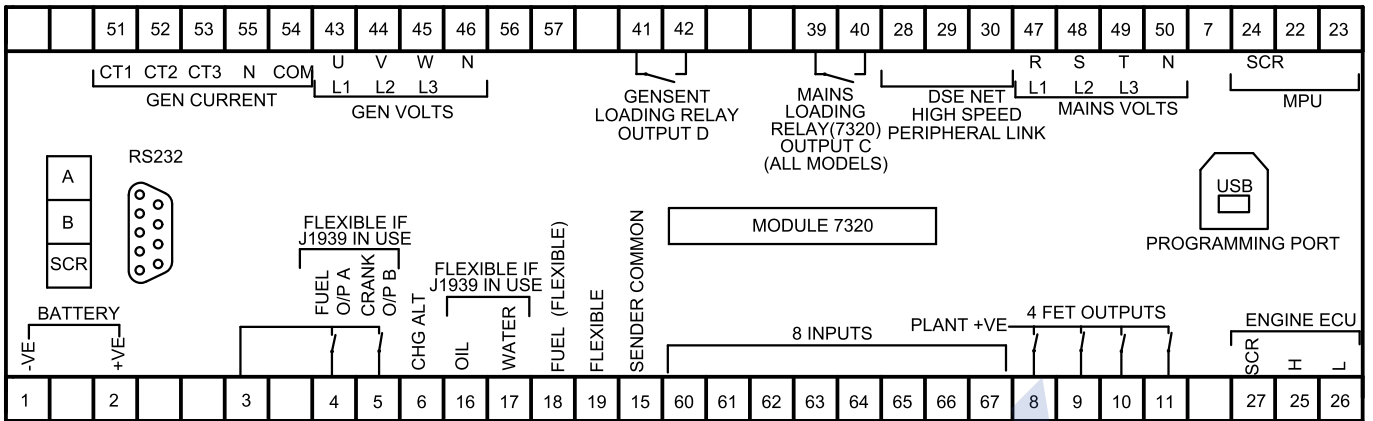 51 52 53 55 54 43 44 45 46 56 57 41 42 39 40 28 29 30 47 48 49 50 7 24 22 23
CT1 CT2 CT3 N COM
GEN CURRENT
U V W N
L1 L2 L3
GEN VOLTS
GENSENT
LOADING RELAY
OUTPUT D
MAINS
LOADING
RELAY(7320)
OUTPUT C
(ALL MODELS)
DSE NET
HIGH SPEED
PERIPHERAL LINK
R S T N
L1 L2 L3
MAINS VOLTS
SCR
MPU
A
B
SCR
RS232
MODULE 7320
USB
PROGRAMMING PORT
BATTERY
-VE
+VE
FLEXIBLE IF
J1939 IN USE
FUEL
O/P A
CRANK
O/P B
CHG ALT
FLEXIBLE IF
J1939 IN USE
OIL
WATER
FUEL (FLEXIBLE)
FLEXIBLE
SENDER COMMON
8 INPUTS
PLANT +VE
4 FET OUTPUTS
ENGINE ECU
SCR
H
L
1 2 3 4 5 6 16 17 18 19 15 60 61 62 63 64 65 66 67 8 9 10 11 27 25 26